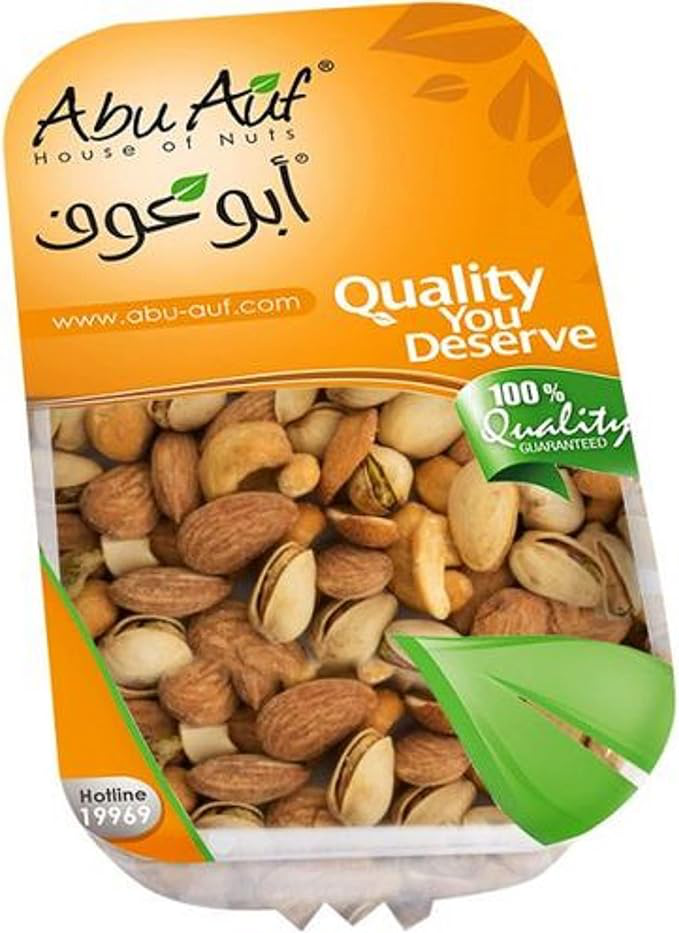 Abu Auf®
House of Nuts
أبو عوف®
www.abu-auf.com
Quality
You
Deserve
100 %
Quality
GUARANTEED
Hotline
19969